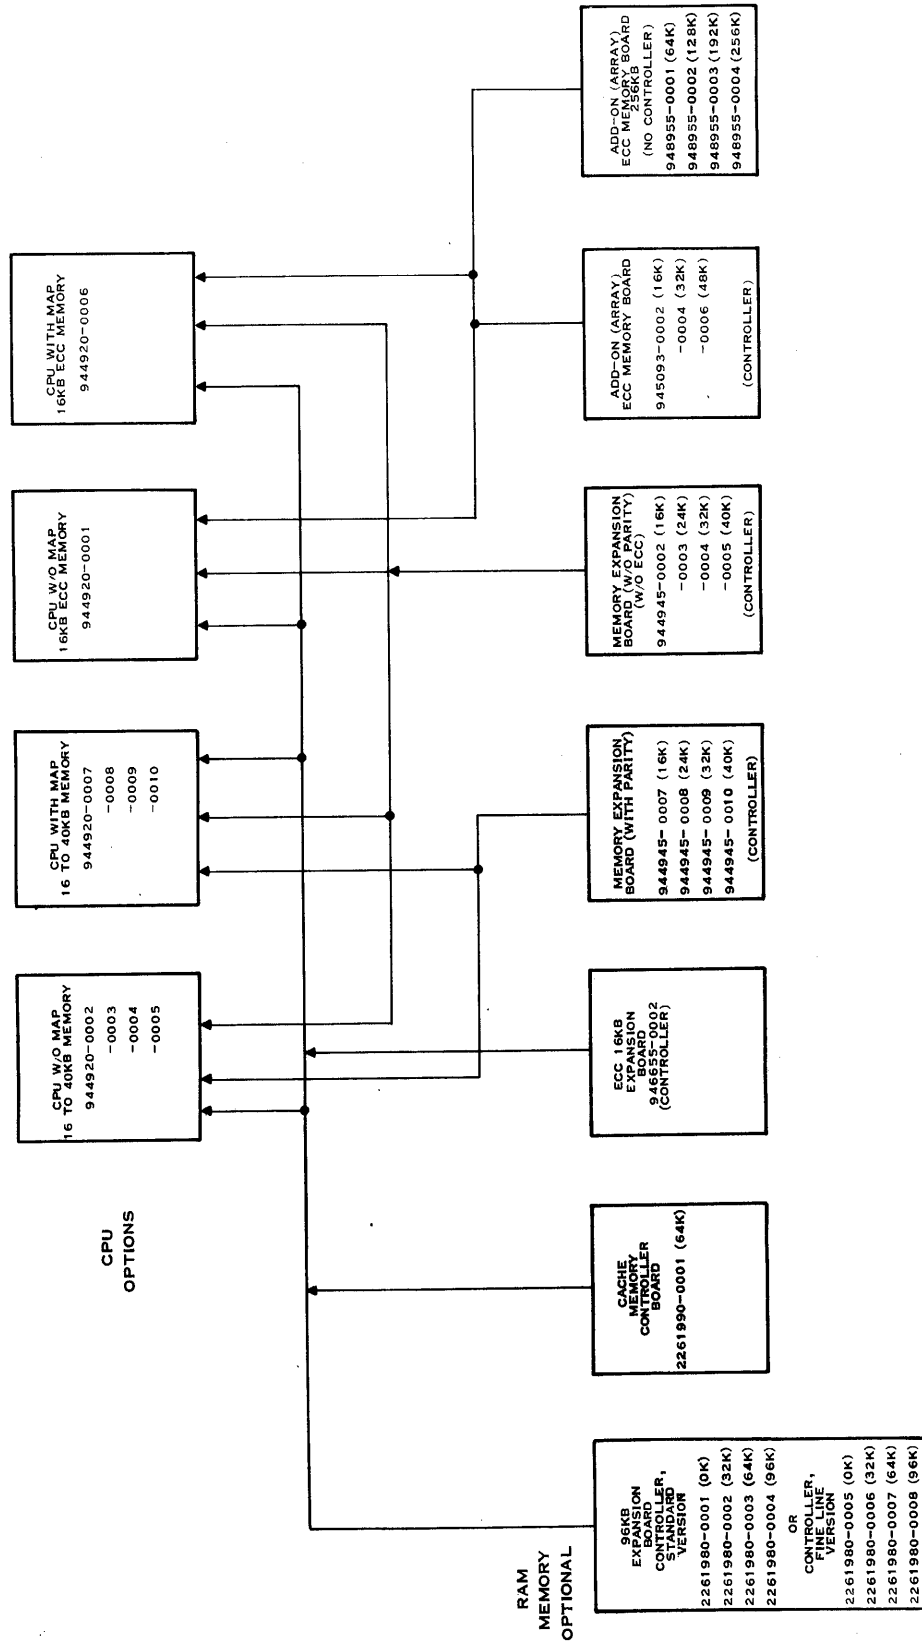 CPU
OPTIONS
CPU W/O MAP
16 TO 40KB MEMORY
944920-0002
-0003
-0004
-0005
CPU WITH MAP
16 TO 40KB MEMORY
944920-0007
-0008
-0009
-0010
CPU W/O MAP
16KB ECC MEMORY
944920-0001
CPU WITH MAP
16KB ECC MEMORY
944920-0006
RAM
MEMORY
OPTIONAL
96KB
EXPANSION
BOARD
CONTROLLER,
STANDARD
VERSION
2261980-0001 (0K)
2261980-0002 (32K)
2261980-0003 (64K)
2261980-0004 (96K)
OR
CONTROLLER,
FINE LINE
VERSION
2261980-0005 (0K)
2261980-0006 (32K)
2261980-0007 (64K)
2261980-0008 (96K)
CACHE
MEMORY
CONTROLLER
BOARD
2261990-0001 (64K)
ECC 16KB
EXPANSION
BOARD
946655-0002
(CONTROLLER)
MEMORY EXPANSION
BOARD (WITH PARITY)
944945-0007 (16K)
944945-0008 (24K)
944945-0009 (32K)
944945-0010 (40K)
(CONTROLLER)
MEMORY EXPANSION
BOARD (W/O PARITY)
(W/O ECC)
944945-0002 (16K)
-0003 (24K)
-0004 (32K)
-0005 (40K)
(CONTROLLER)
ADD-ON (ARRAY)
ECC MEMORY BOARD
945093-0002 (16K)
-0004 (32K)
-0006 (48K)
(CONTROLLER)
ADD-ON (ARRAY)
ECC MEMORY BOARD
256KB
(NO CONTROLLER)
948955-0001 (64K)
948955-0002 (128K)
948955-0003 (192K)
948955-0004 (256K)